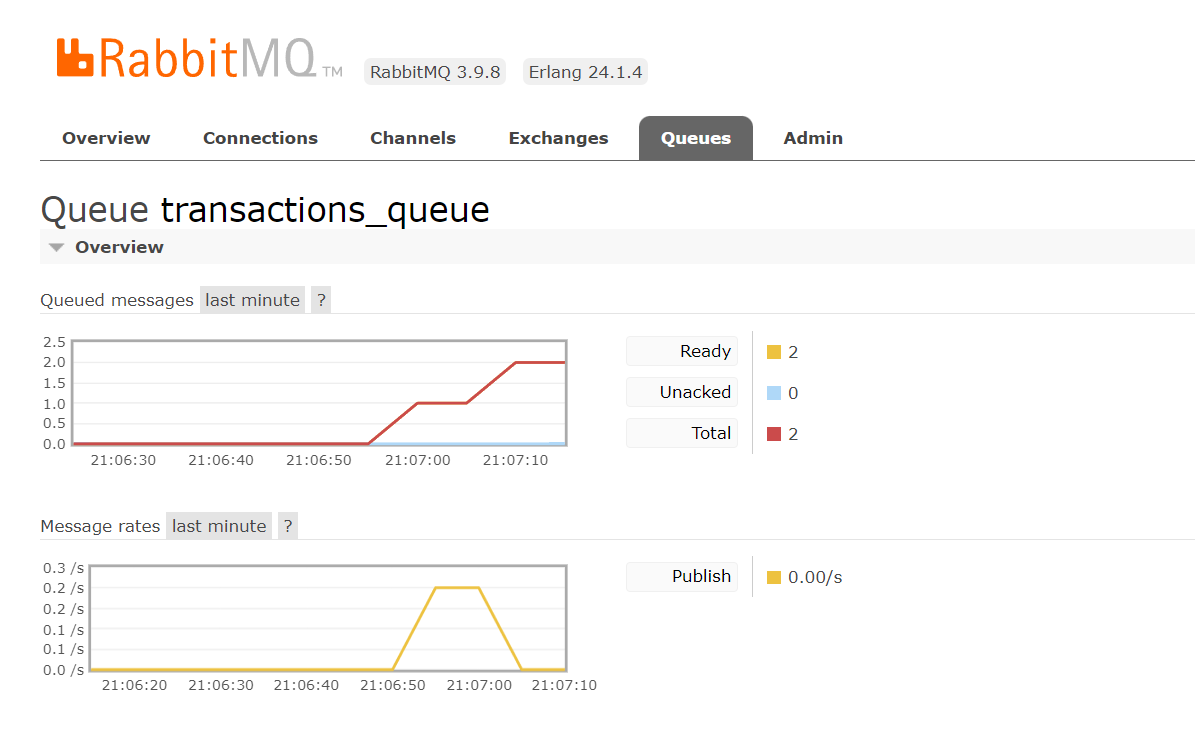 RabbitMQ TM RabbitMQ 3.9.8 Erlang 24.1.4
Overview Connections Channels Exchanges Queues Admin
Queue transactions_queue
Overview
Queued messages last minute ?
2.5
2.0
1.5
1.0
0.5
0.0
21:06:30 21:06:40 21:06:50 21:07:00 21:07:10
Ready 2
Unacked 0
Total 2
Message rates last minute ?
0.3 /s
0.2 /s
0.2 /s
0.1 /s
0.1 /s
0.0 /s
21:06:20 21:06:30 21:06:40 21:06:50 21:07:00 21:07:10
Publish 0.00/s